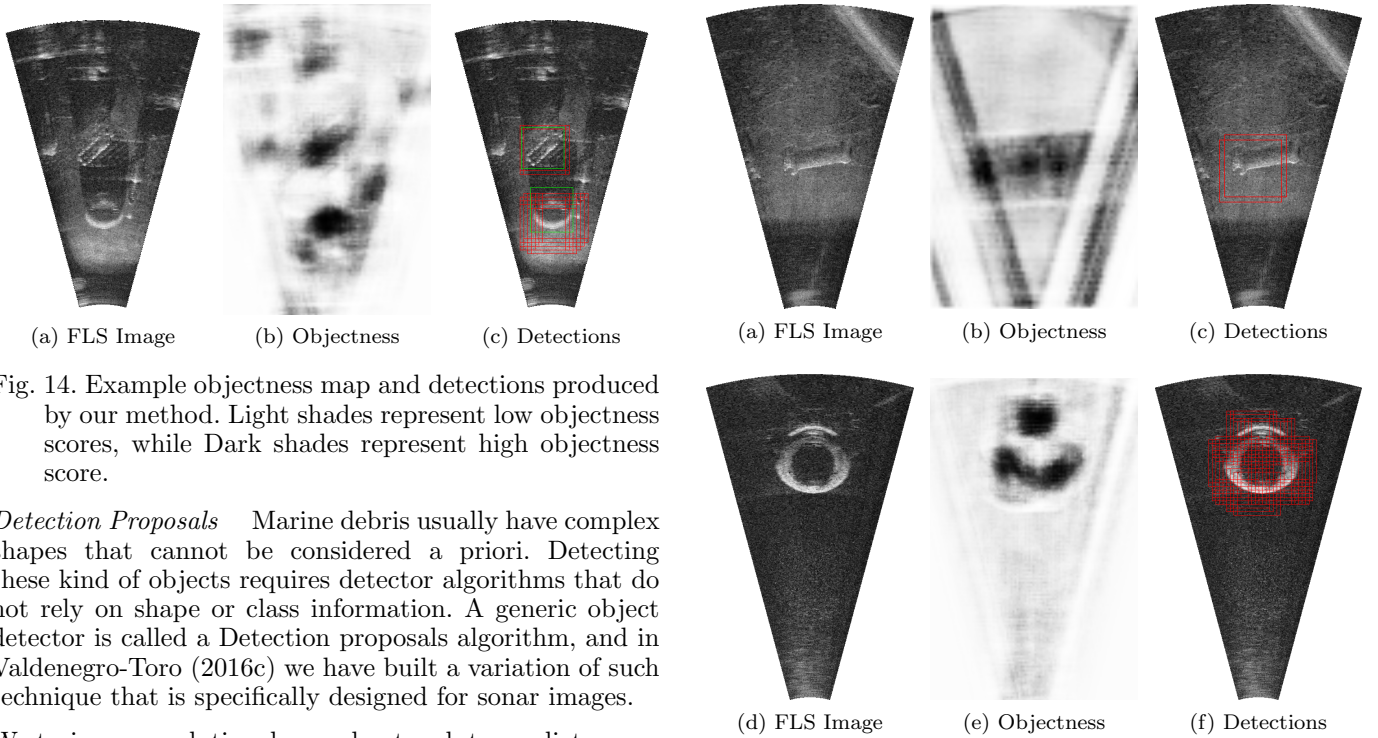 (a) FLS Image (b) Objectness (c) Detections
Fig. 14. Example objectness map and detections produced
by our method. Light shades represent low objectness
scores, while Dark shades represent high objectness
score.
Detection Proposals Marine debris usually have complex
hapes that cannot be considered a priori. Detecting
hese kind of objects requires detector algorithms that do
not rely on shape or class information. A generic object
detector is called a Detection proposals algorithm, and in
Valdenegro-Toro (2016c) we have built a variation of such
echnique that is specifically designed for sonar images.
(a) FLS Image (b) Objectness (c) Detections
(d) FLS Image (e) Objectness (f) Detections